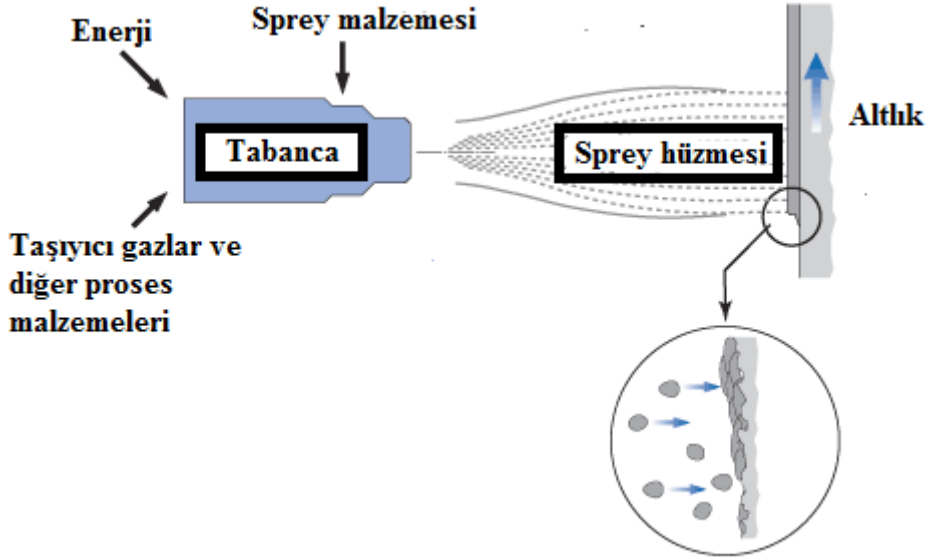 Enerji
Sprey malzemesi
Tabanca
Sprey hüzmesi
Altlık
Taşıyıcı gazlar ve
diğer proses
malzemeleri